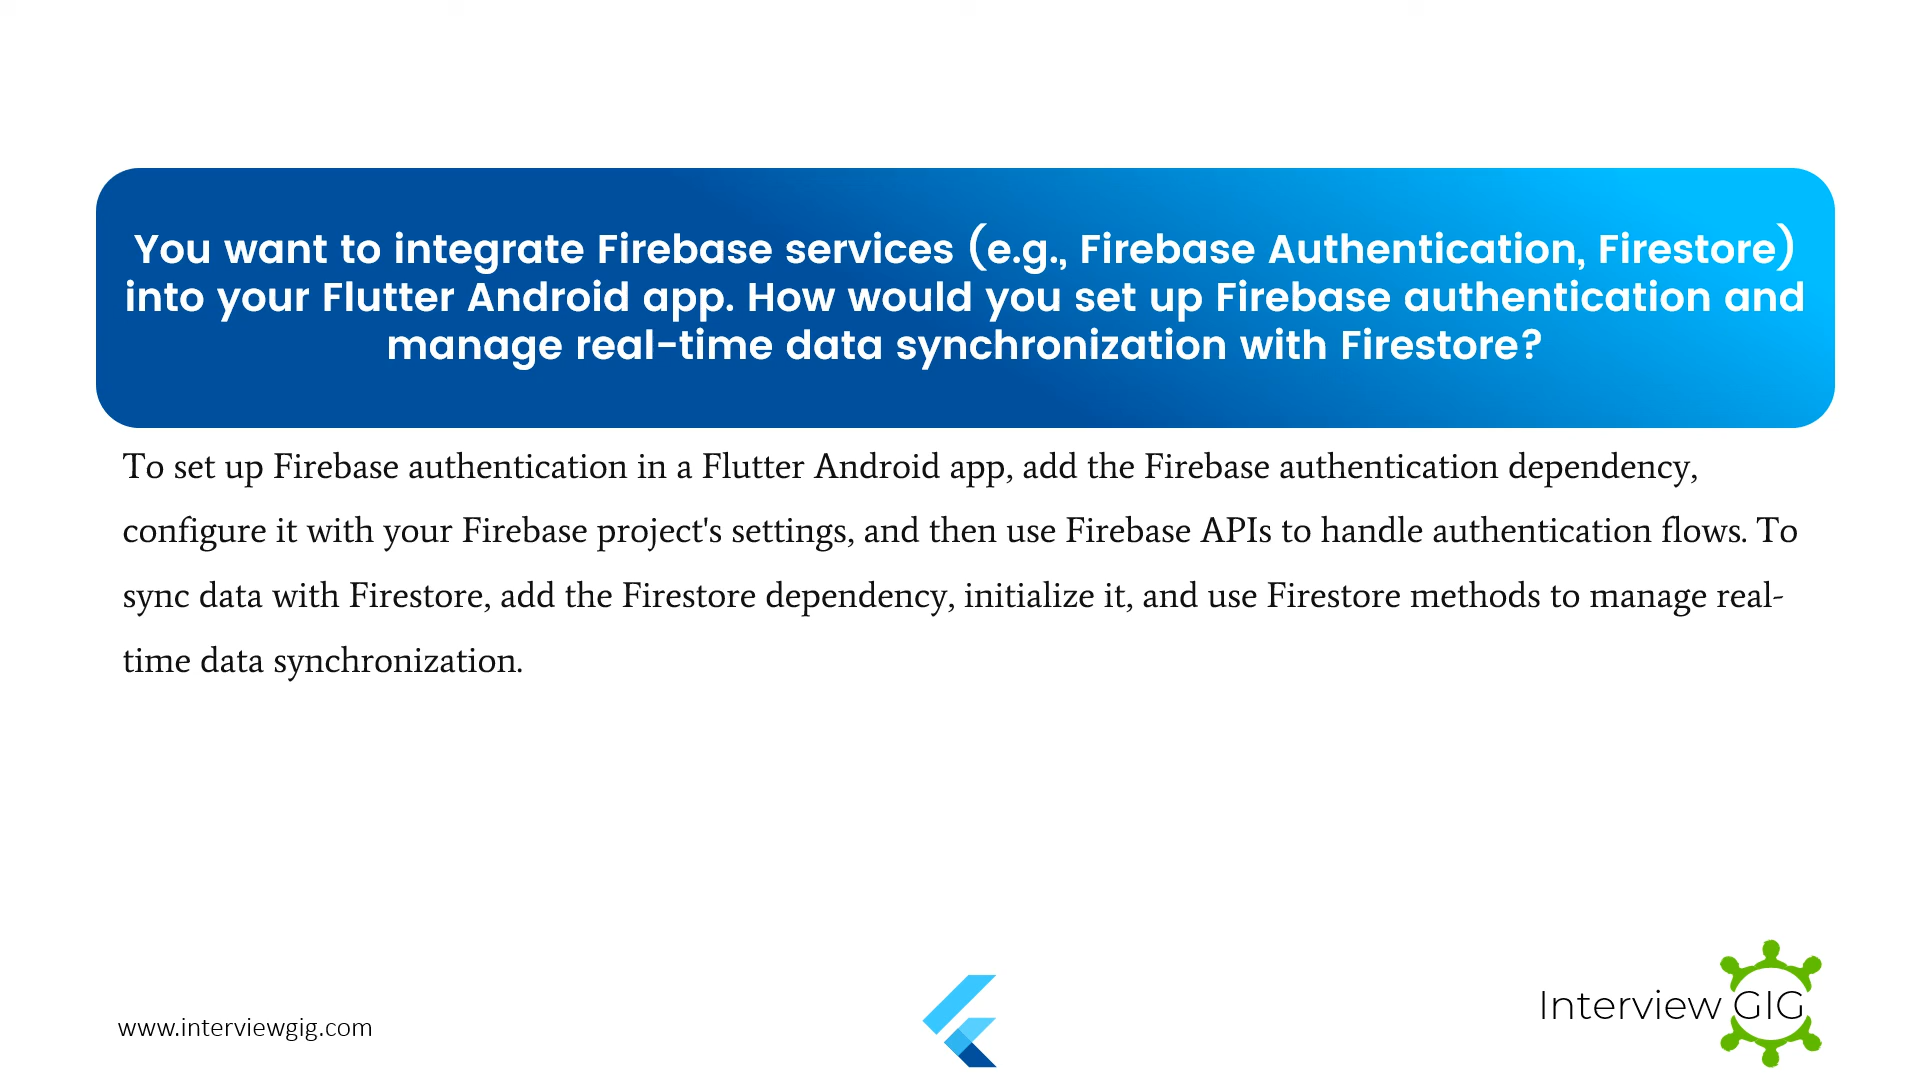 You want to integrate Firebase services (e.g., Firebase Authentication, Firestore)
into your Flutter Android app. How would you set up Firebase authentication and
manage real-time data synchronization with Firestore?
To set up Firebase authentication in a Flutter Android app, add the Firebase authentication dependency,
configure it with your Firebase project's settings, and then use Firebase APIs to handle authentication flows. To
sync data with Firestore, add the Firestore dependency, initialize it, and use Firestore methods to manage real-
time data synchronization.
www.interviewgig.com
Interview GIG